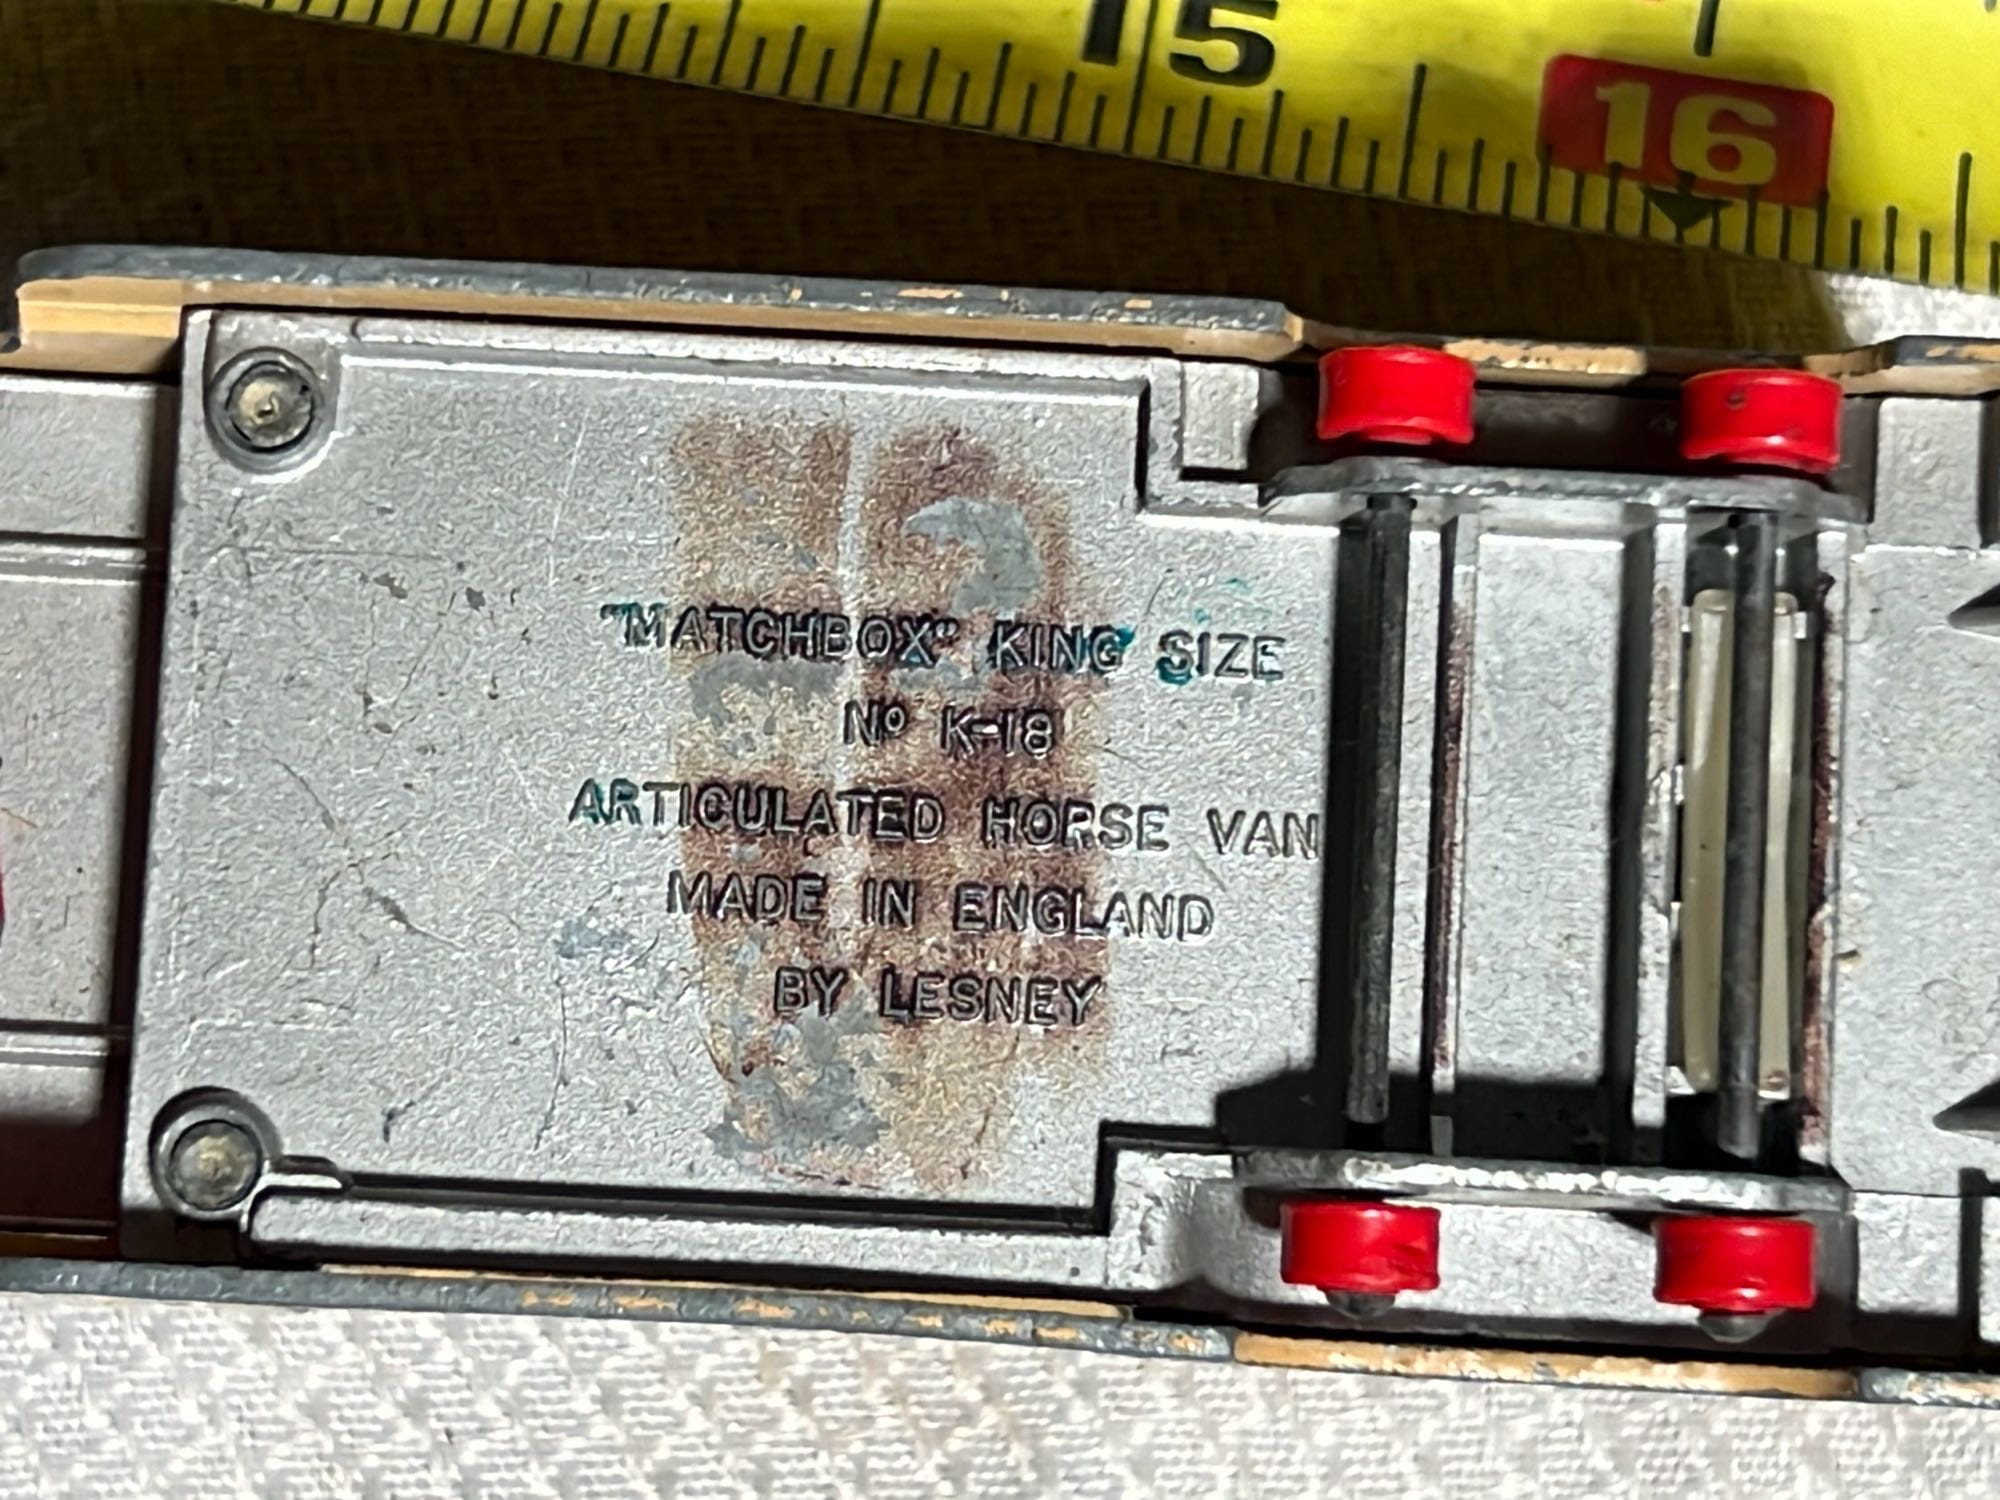 15
16
"MATCHBOX" KING SIZE
Nº K-18
ARTICULATED HORSE VAN
MADE IN ENGLAND
BY LESNEY